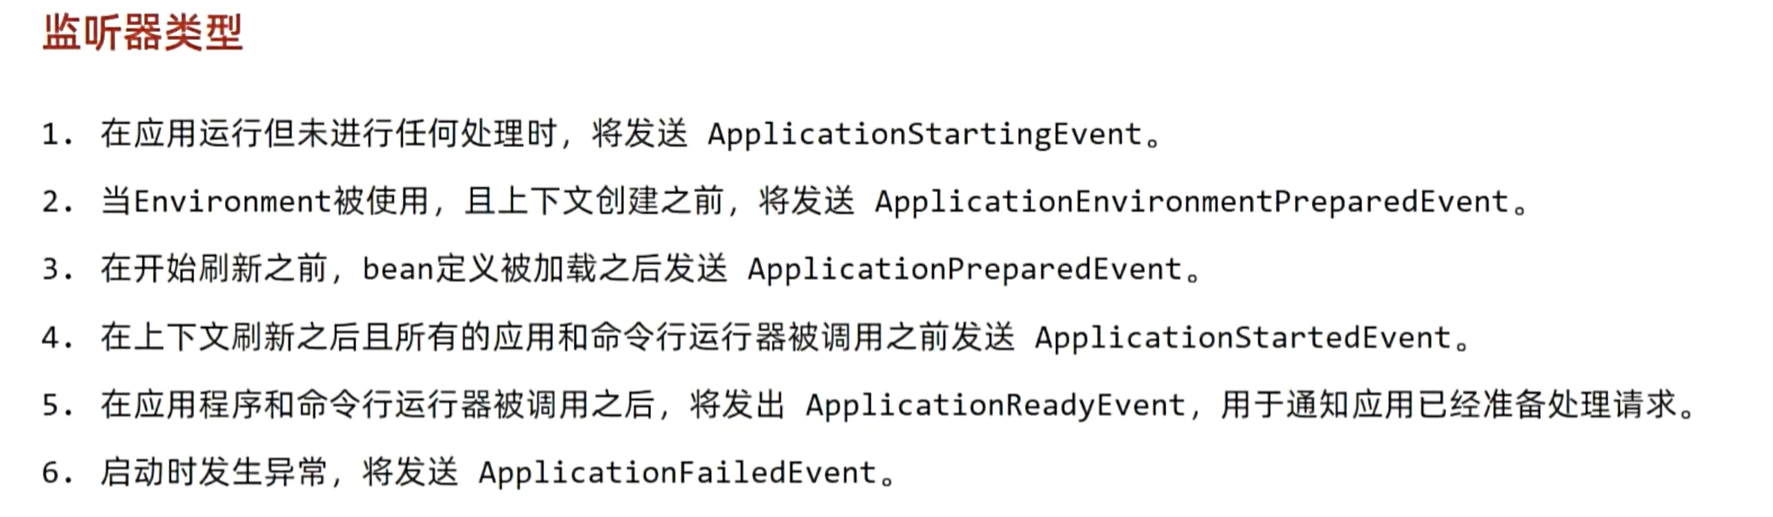 监听器类型
1. 在应用运行但未进行任何处理时，将发送 ApplicationStartingEvent。
2. 当Environment被使用，且上下文创建之前，将发送 ApplicationEnvironmentPreparedEvent。
3. 在开始刷新之前，bean定义被加载之后发送 ApplicationPreparedEvent。
4. 在上下文刷新之后且所有的应用和命令行运行器被调用之前发送 ApplicationStartedEvent。
5. 在应用程序和命令行运行器被调用之后，将发出 ApplicationReadyEvent，用于通知应用已经准备处理请求。
6. 启动时发生异常，将发送 ApplicationFailedEvent。